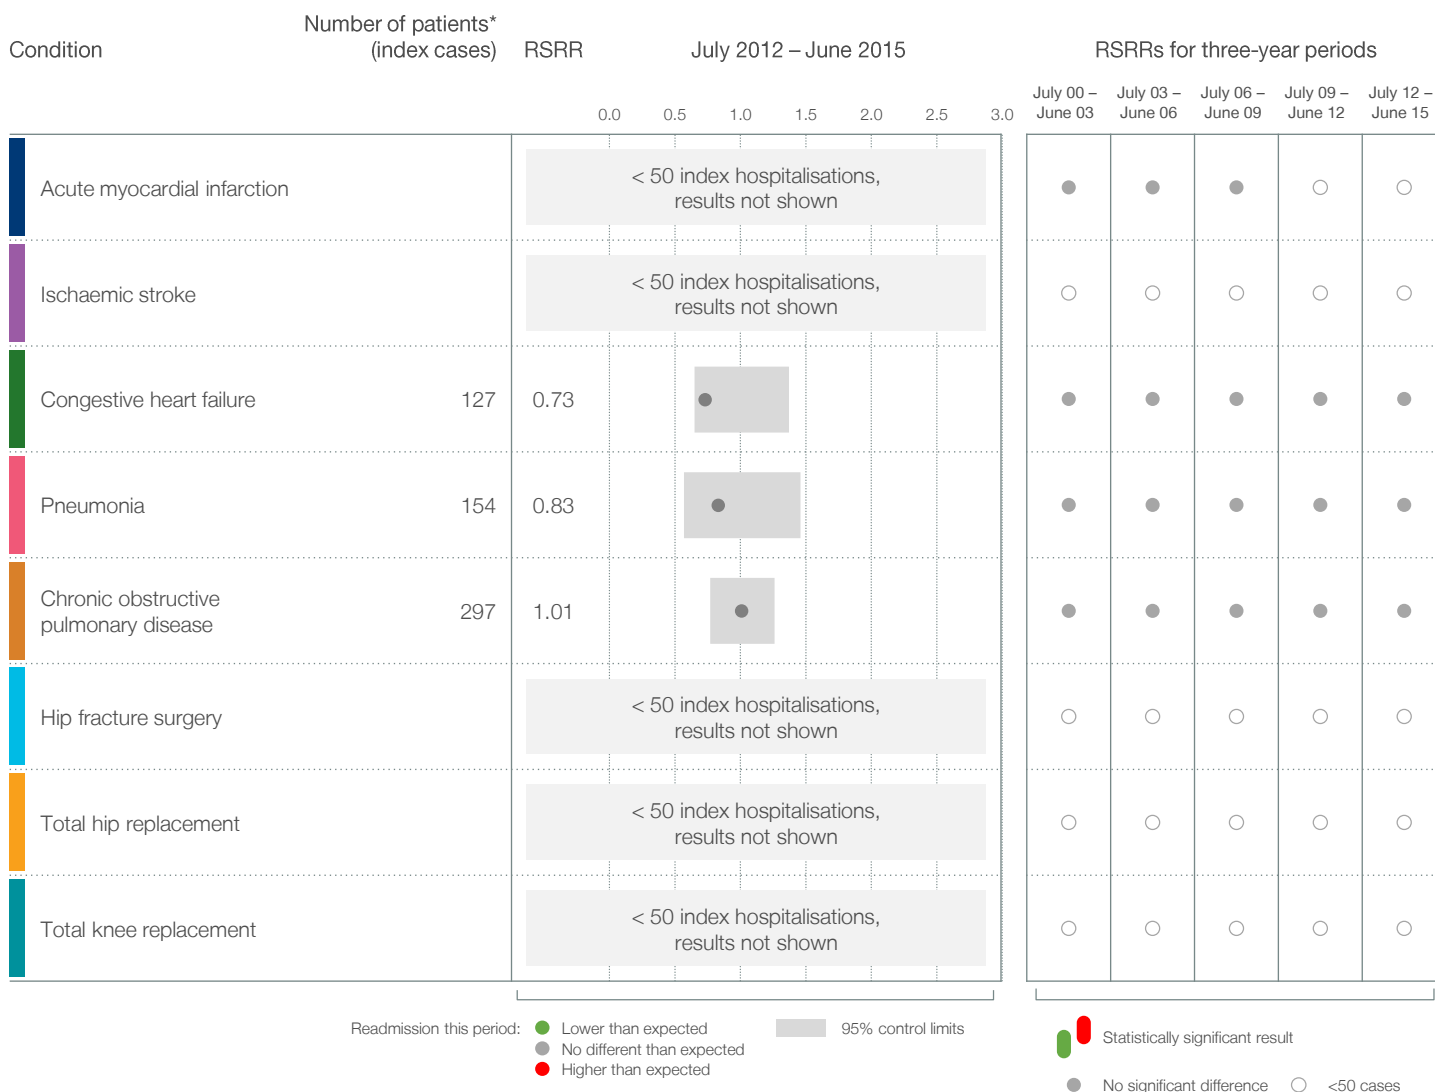 Condition
Number of patients*
(index cases)
RSRR
July 2012 – June 2015
RSRRs for three-year periods
0.0 0.5 1.0 1.5 2.0 2.5 3.0
July 00 –
June 03
July 03 –
June 06
July 06 –
June 09
July 09 –
June 12
July 12 –
June 15
Acute myocardial infarction
< 50 index hospitalisations,
results not shown
Ischaemic stroke
< 50 index hospitalisations,
results not shown
Congestive heart failure 127 0.73
Pneumonia 154 0.83
Chronic obstructive
pulmonary disease
297 1.01
Hip fracture surgery
< 50 index hospitalisations,
results not shown
Total hip replacement
< 50 index hospitalisations,
results not shown
Total knee replacement
< 50 index hospitalisations,
results not shown
Readmission this period:
Lower than expected
No different than expected
Higher than expected
95% control limits
Statistically significant result
No significant difference
<50 cases